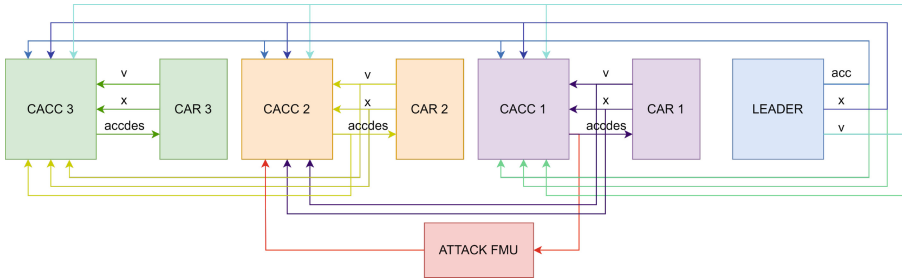 v
x
accdes
CACC 3
CAR 3
v
x
accdes
CACC 2
CAR 2
v
x
accdes
CACC 1
CAR 1
LEADER
acc
x
v
ATTACK FMU